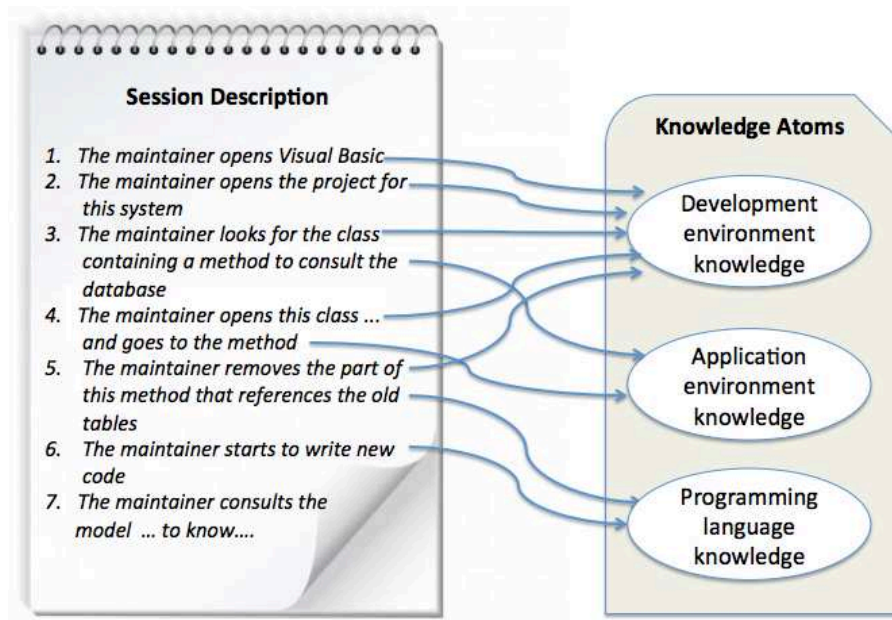 Session Description
1. The maintainer opens Visual Basic
2. The maintainer opens the project for
this system
3. The maintainer looks for the class
containing a method to consult the
database
4. The maintainer opens this class ...
and goes to the method
5. The maintainer removes the part of
this method that references the old
tables
6. The maintainer starts to write new
code
7. The maintainer consults the
model ... to know....
Knowledge Atoms
Development
environment
knowledge
Application
environment
knowledge
Programming
language
knowledge